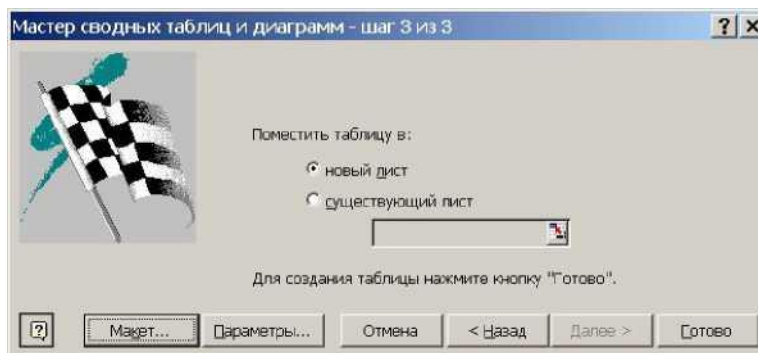 Мастер сводных таблиц и диаграмм - шаг 3 из 3
Поместить таблицу в:
новый лист
существующий лист
Для создания таблицы нажмите кнопку "Готово".
Макет... Параметры... Отмена < Назад Далее > Готово